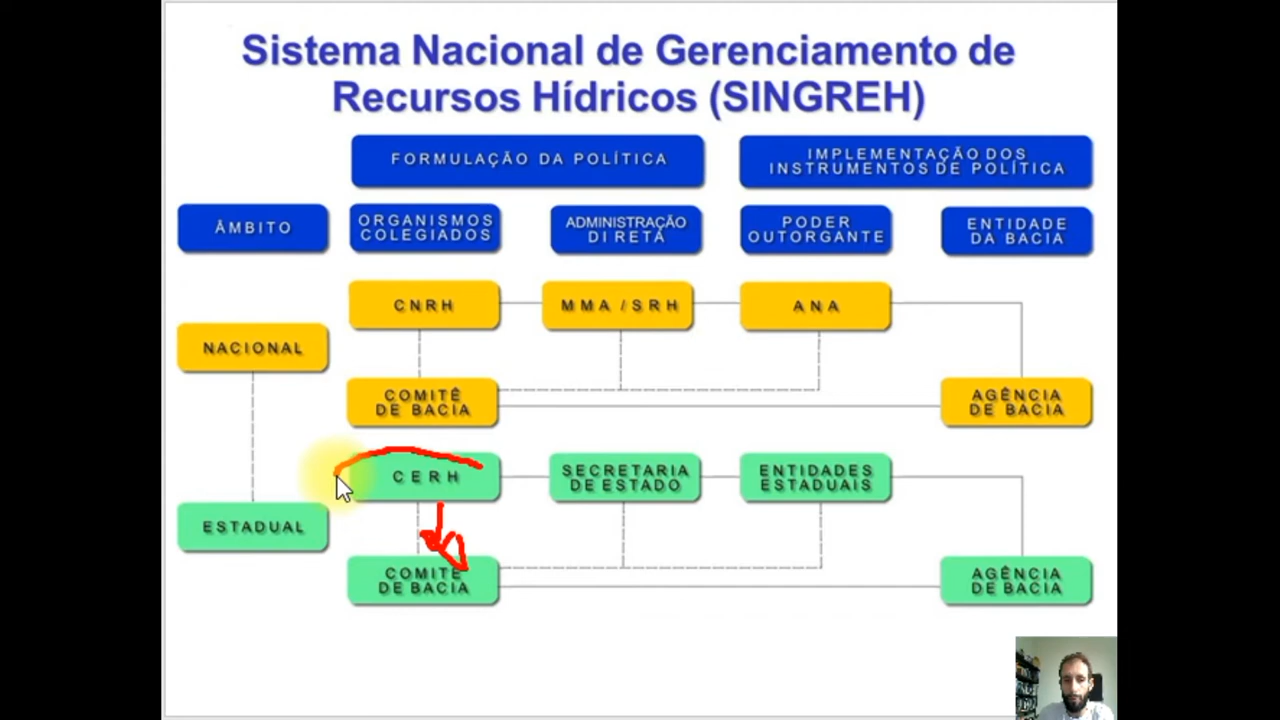 Sistema Nacional de Gerenciamento de
Recursos Hídricos (SINGREH)
FORMULAÇÃO DA POLÍTICA
IMPLEMENTAÇÃO DOS
INSTRUMENTOS DE POLÍTICA
ÂMBITO
ORGANISMOS
COLEGIADOS
ADMINISTRAÇÃO
DIRETA
PODER
OUTORGANTE
ENTIDADE
DA BACIA
CNRH
MMA / SRH
ANA
NACIONAL
COMITÊ
DE BACIA
AGÊNCIA
DE BACIA
CERH
SECRETARIA
DE ESTADO
ENTIDADES
ESTADUAIS
ESTADUAL
COMITÊ
DE BACIA
AGÊNCIA
DE BACIA